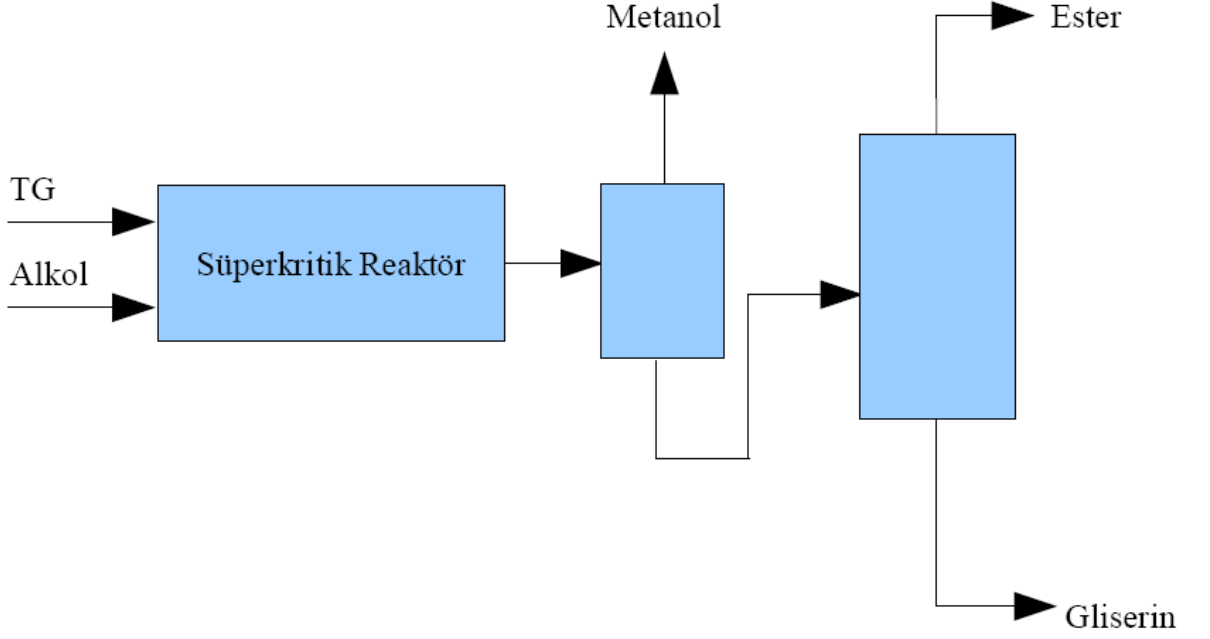 Metanol
Ester
TG
Alkol
Süperkritik Reaktör
Gliserin